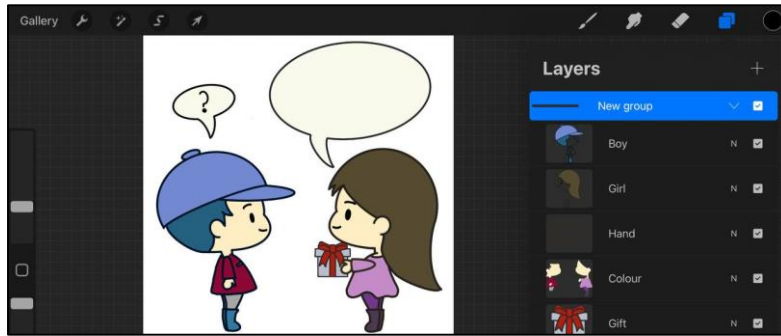 Gallery
?
Layers
New group
Boy N
Girl N
Hand N
Colour N
Gift N